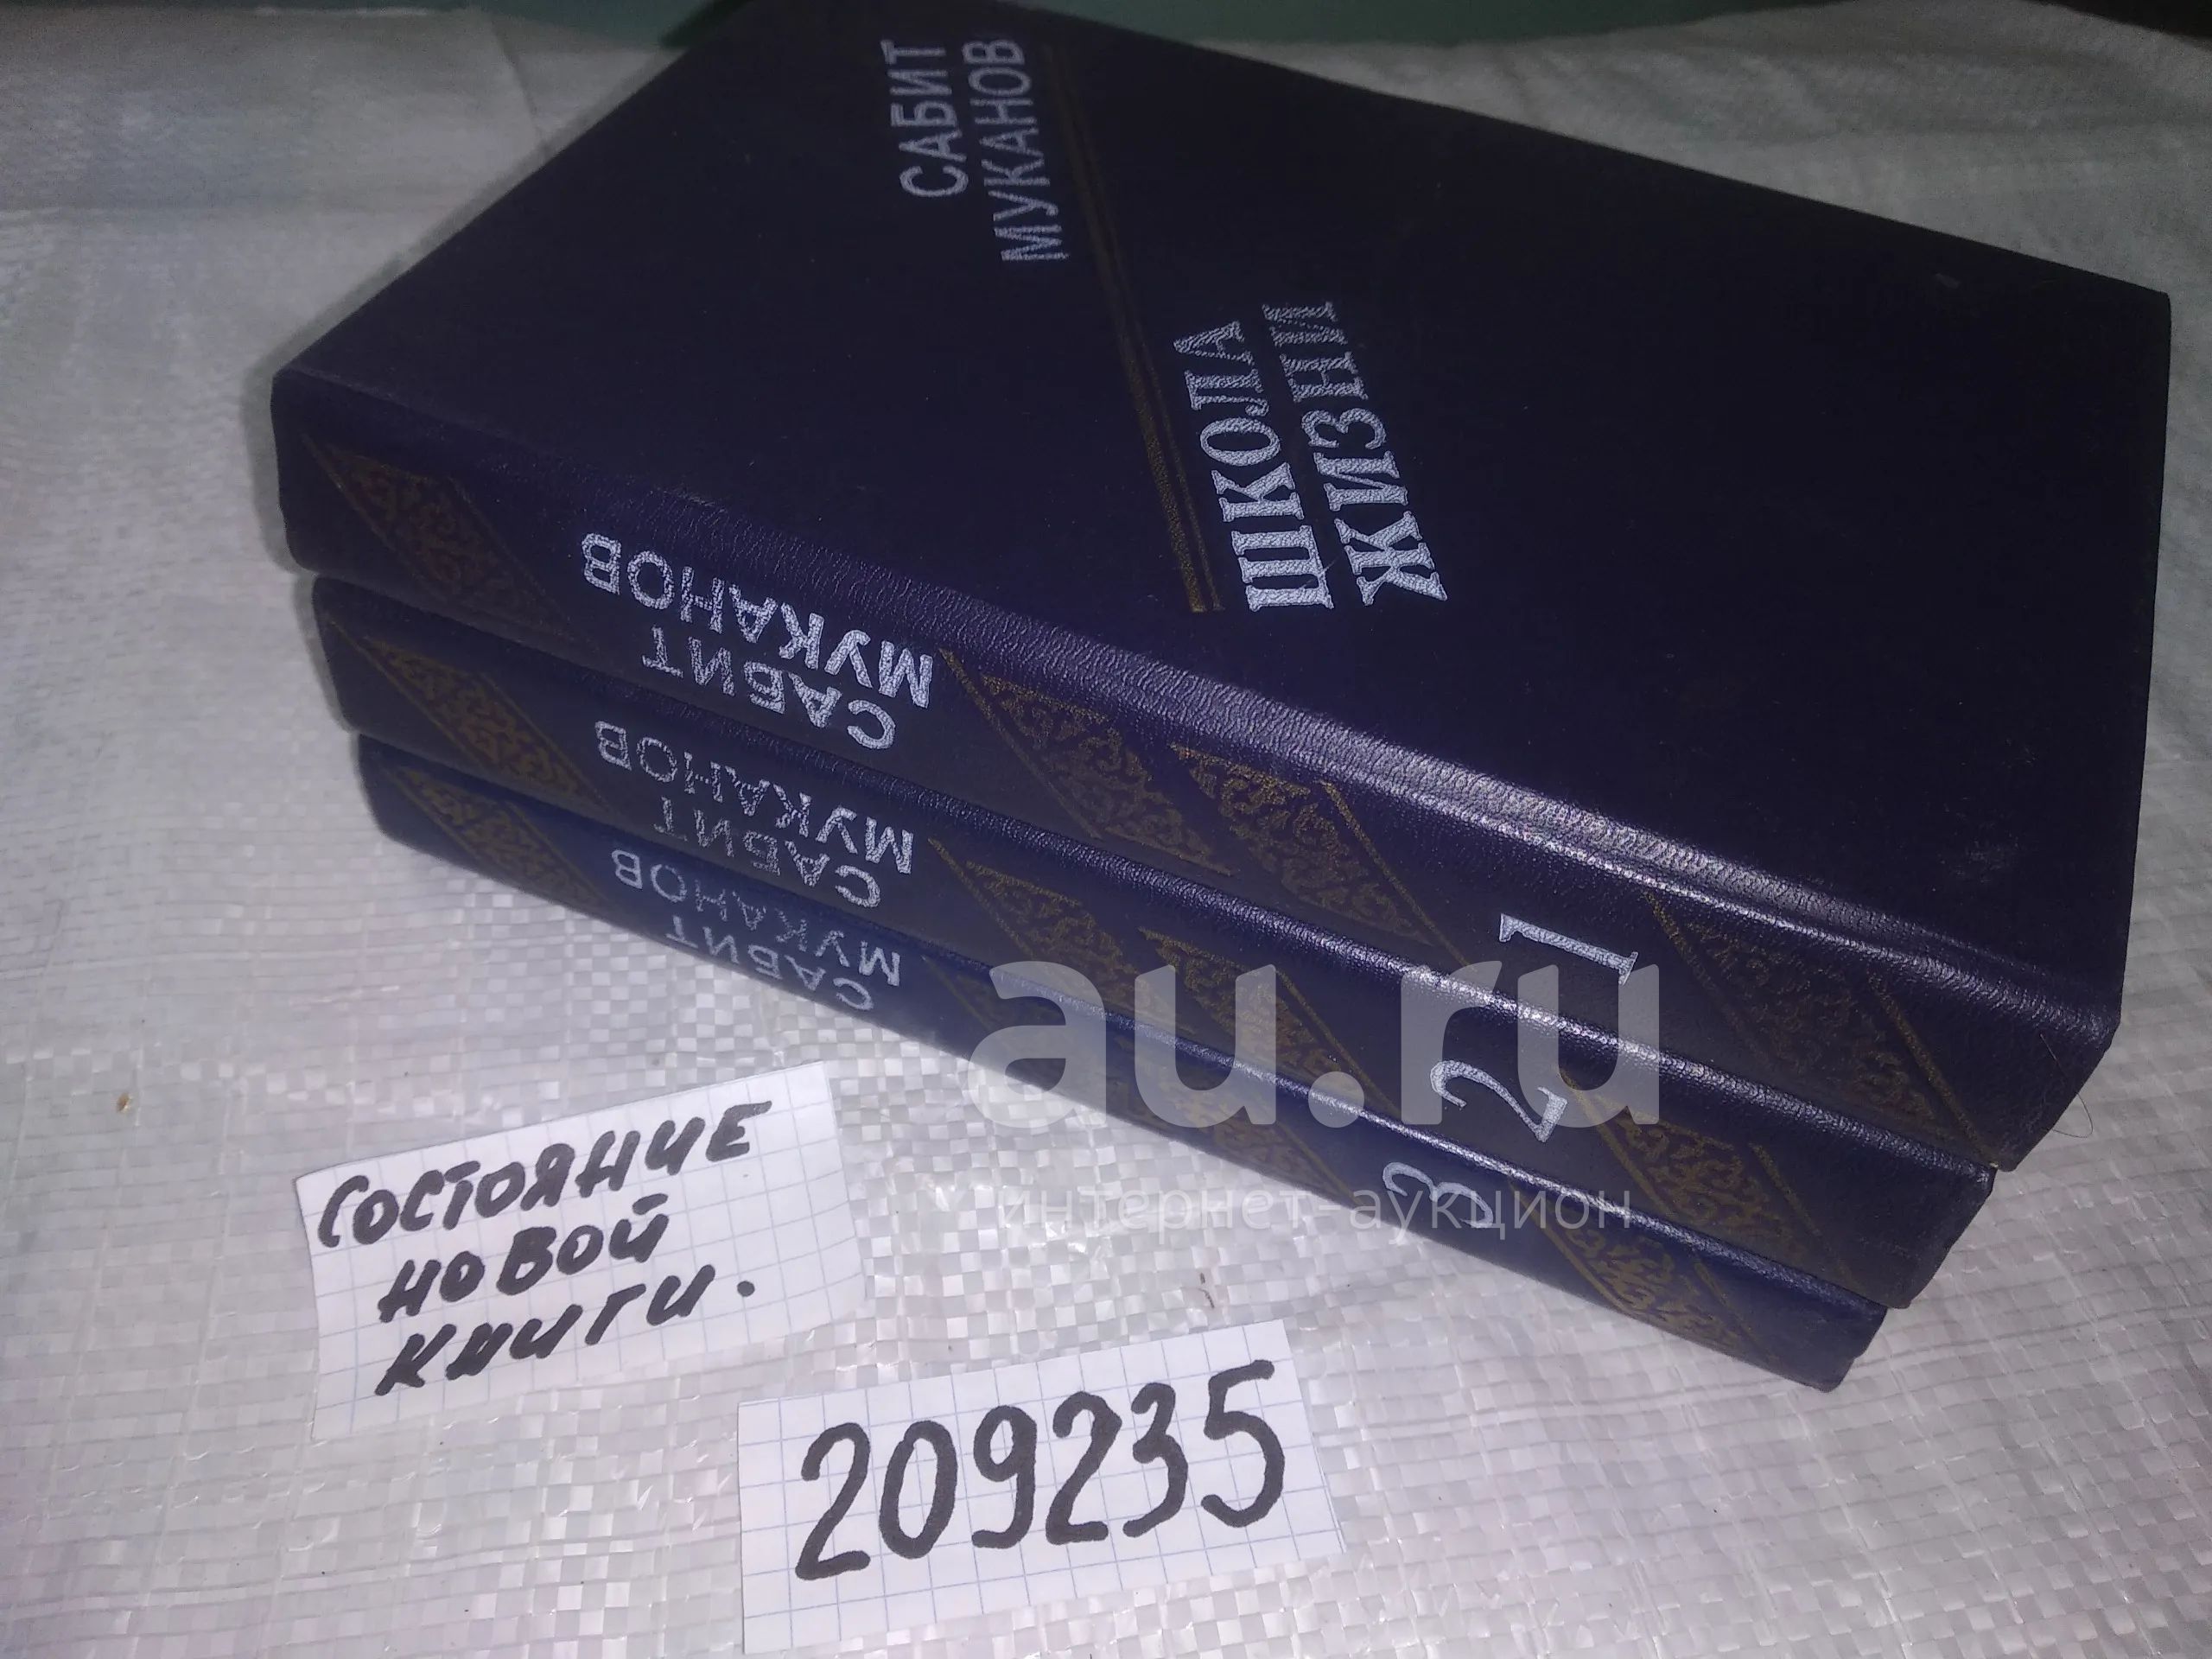 САБИТ
МУКАНОВ
ШКОЛА
ЖИЗНИ
САБИТ
МУКАНОВ
1
САБИТ
МУКАНОВ
2
САБИТ
МУКАНОВ
3
au.ru
интернет-аукцион
СОСТОЯНИЕ
НОВОЙ
КНИГИ.
209235